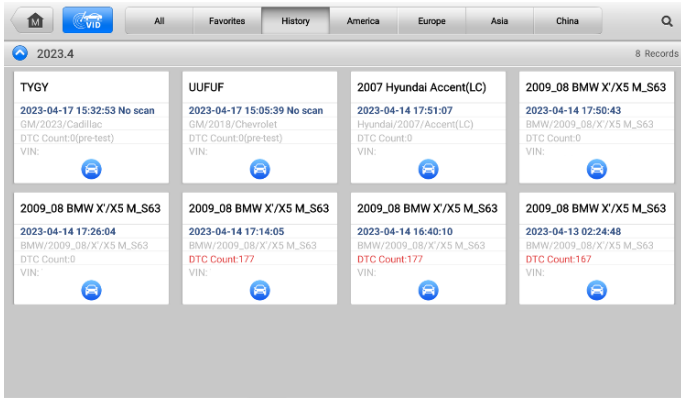 M
VID
All
Favorites
History
America
Europe
Asia
China
2023.4
8 Records
TYGY
2023-04-17 15:32:53 No scan
GM/2023/Cadillac
DTC Count:0(pre-test)
VIN:
UUFUF
2023-04-17 15:05:39 No scan
GM/2018/Chevrolet
DTC Count:0(pre-test)
VIN:
2007 Hyundai Accent(LC)
2023-04-14 17:51:07
Hyundai/2007/Accent(LC)
DTC Count:0
VIN:
2009_08 BMW X'/X5 M_S63
2023-04-14 17:50:43
BMW/2009_08/X'/X5 M_S63
DTC Count:0
VIN:
2009_08 BMW X'/X5 M_S63
2023-04-14 17:26:04
BMW/2009_08/X'/X5 M_S63
DTC Count:0
VIN:
2009_08 BMW X'/X5 M_S63
2023-04-14 17:14:05
BMW/2009_08/X'/X5 M_S63
DTC Count:177
VIN:
2009_08 BMW X'/X5 M_S63
2023-04-14 16:40:10
BMW/2009_08/X'/X5 M_S63
DTC Count:177
VIN:
2009_08 BMW X'/X5 M_S63
2023-04-13 02:24:48
BMW/2009_08/X'/X5 M_S63
DTC Count:167
VIN: